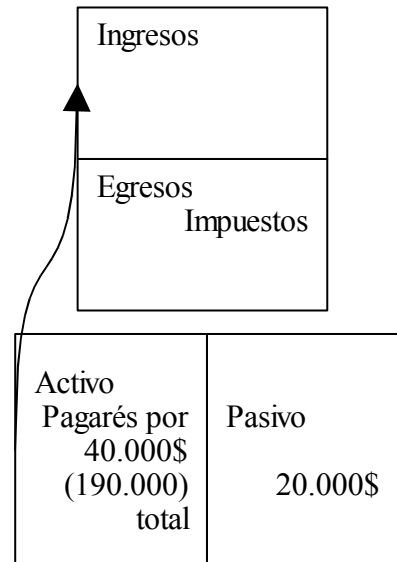 Ingresos
Egresos
Impuestos
Activo
Pagarés por
40.000$
(190.000)
total
Pasivo
20.000$